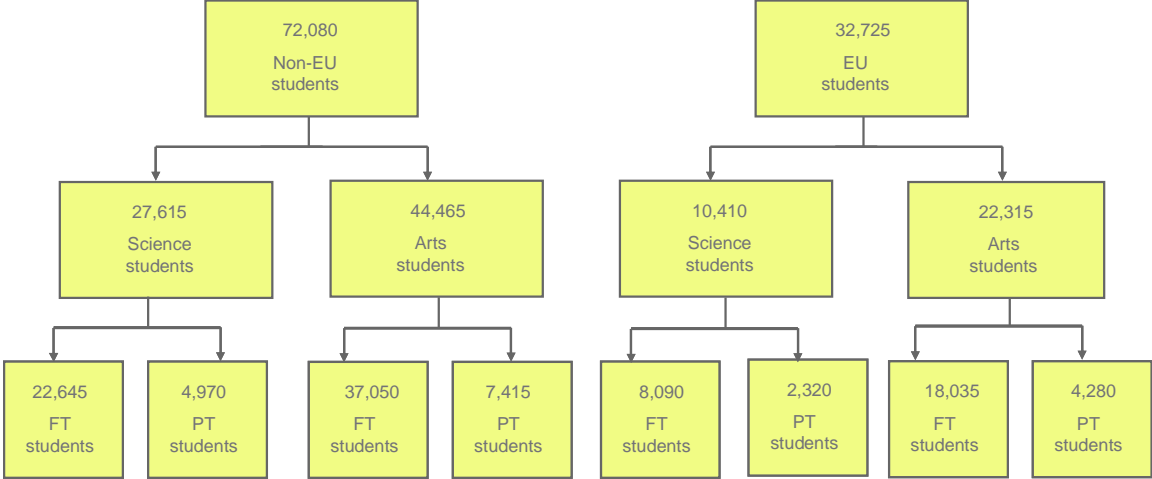 72,080
Non-EU
students
32,725
EU
students
27,615
Science
students
44,465
Arts
students
10,410
Science
students
22,315
Arts
students
22,645
FT
students
4,970
PT
students
37,050
FT
students
7,415
PT
students
8,090
FT
students
2,320
PT
students
18,035
FT
students
4,280
PT
students